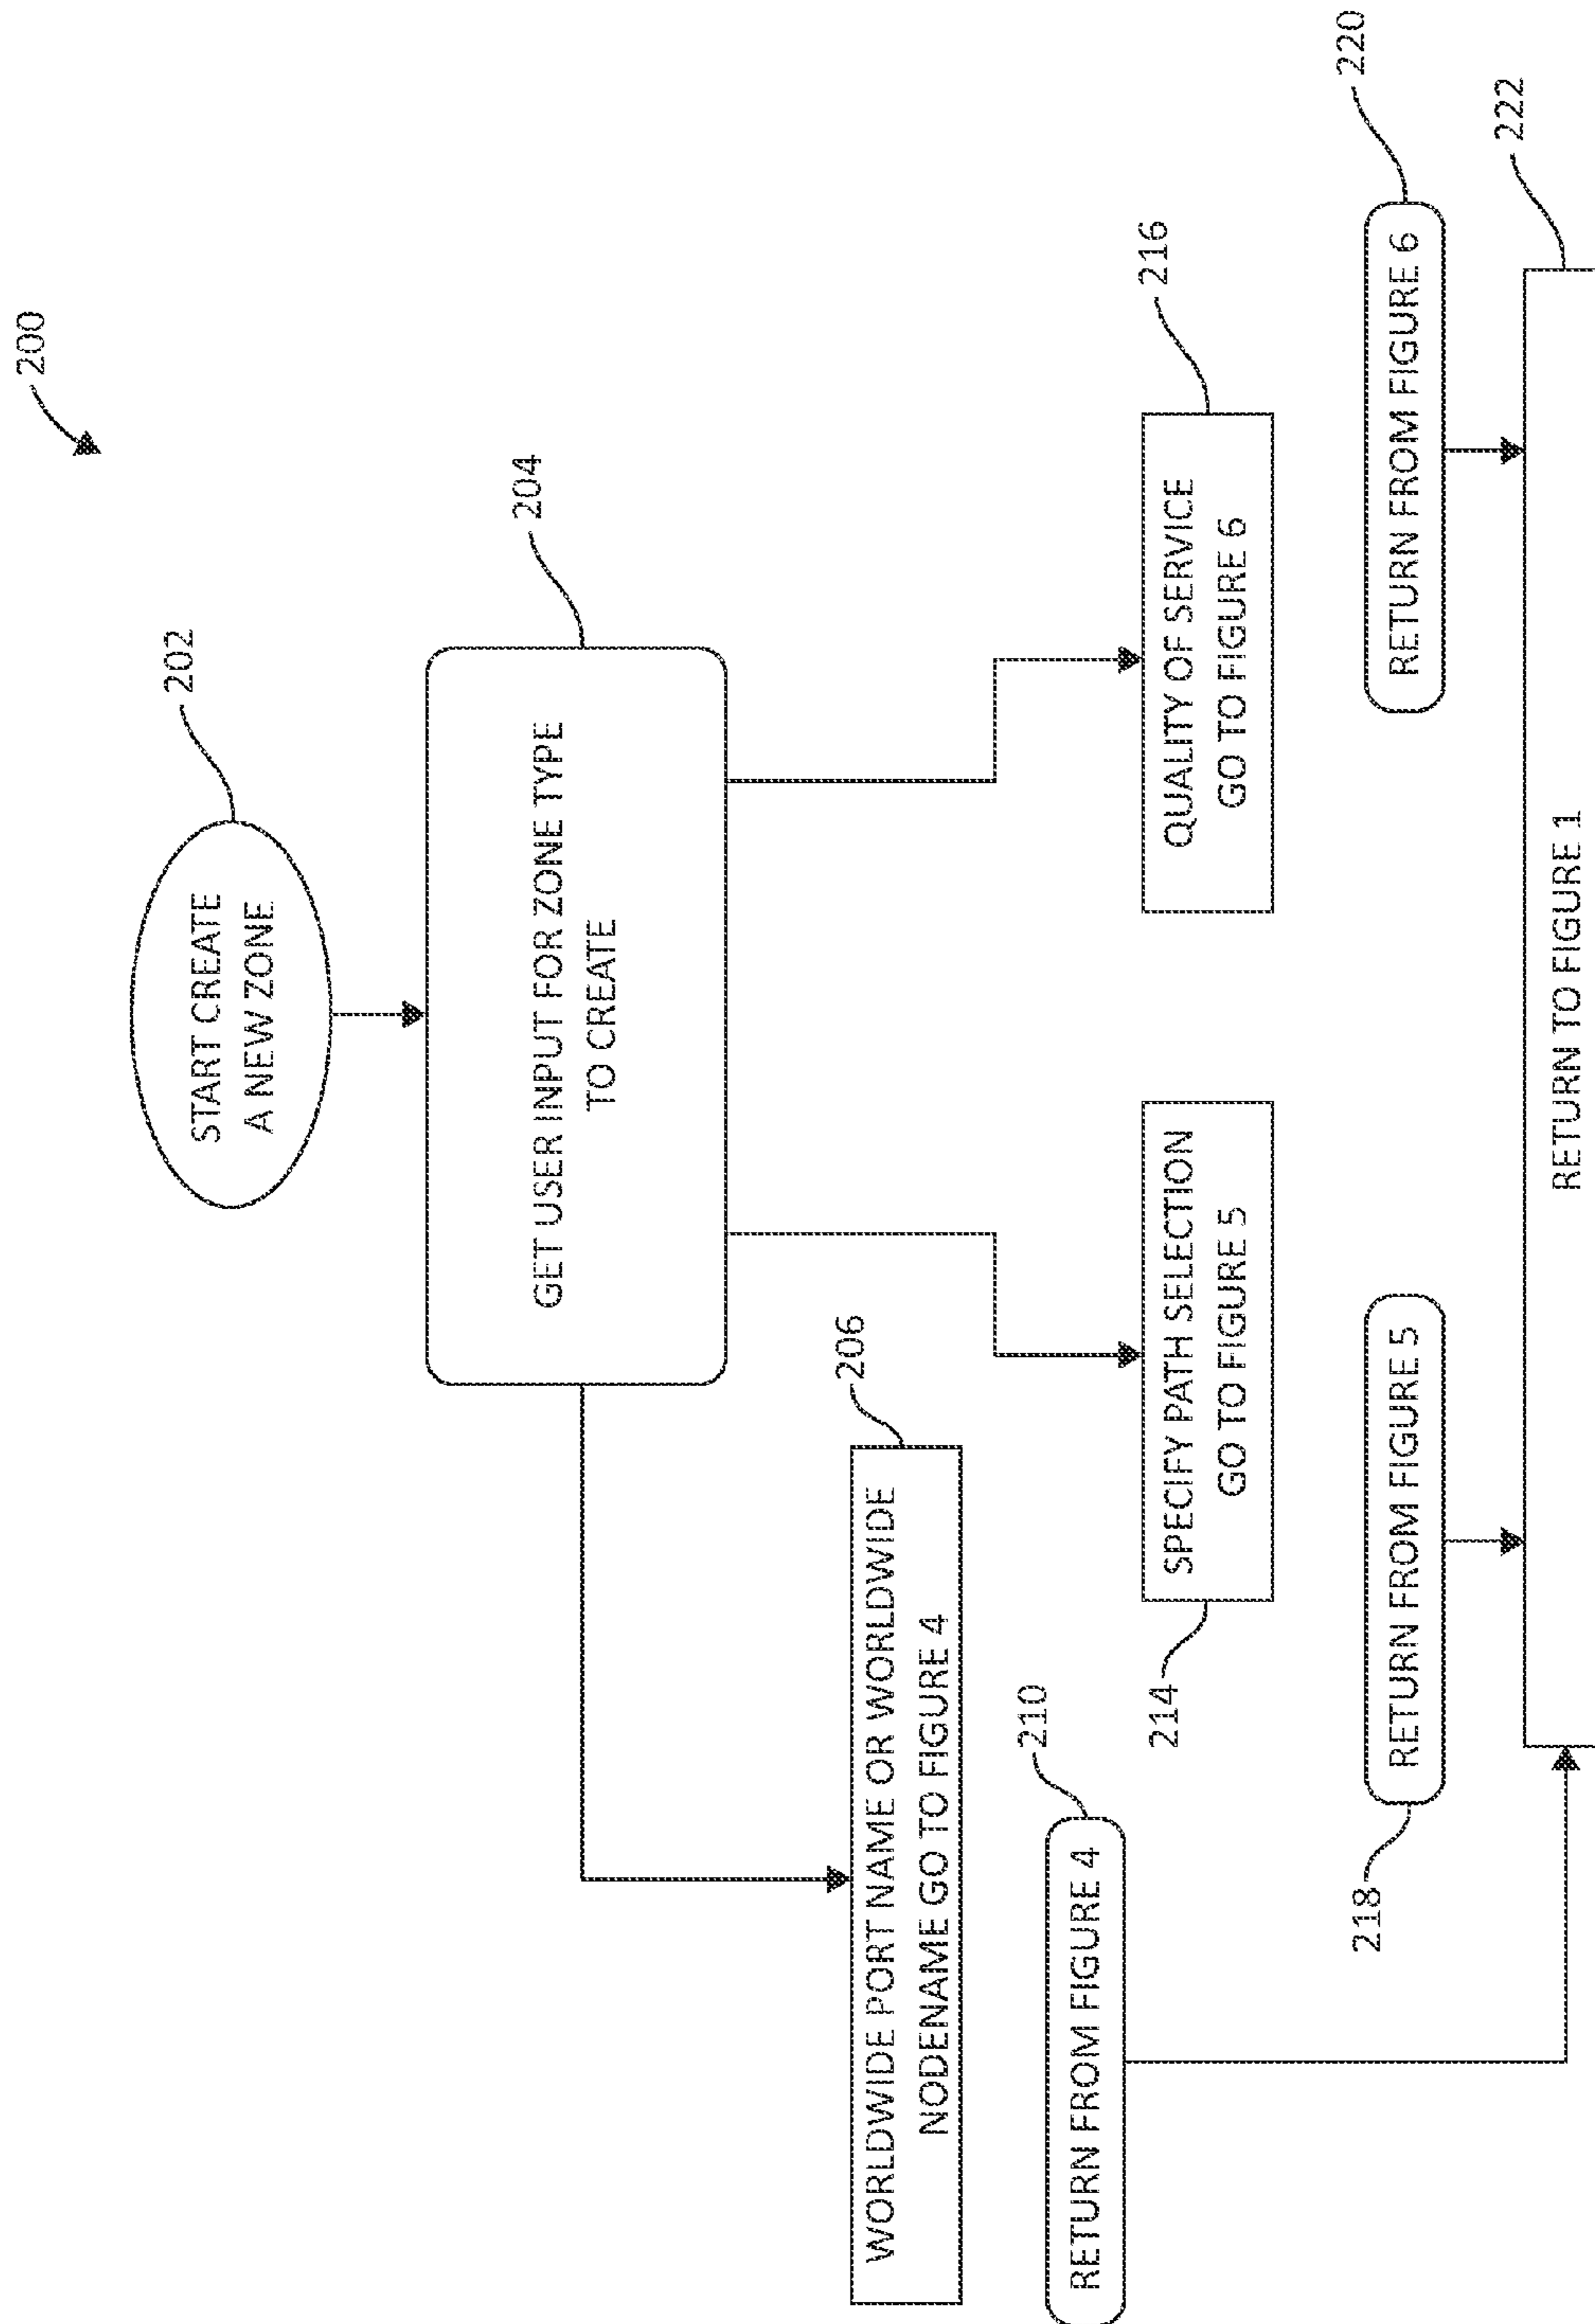 200
202
START CREATE
A NEW ZONE
204
GET USER INPUT FOR ZONE TYPE
TO CREATE
206
WORLDWIDE PORT NAME OR WORLDWIDE
NODENAME GO TO FIGURE 4
210
RETURN FROM FIGURE 4
214
SPECIFY PATH SELECTION
GO TO FIGURE 5
216
QUALITY OF SERVICE
GO TO FIGURE 6
218
RETURN FROM FIGURE 5
220
RETURN FROM FIGURE 6
222
RETURN TO FIGURE 1